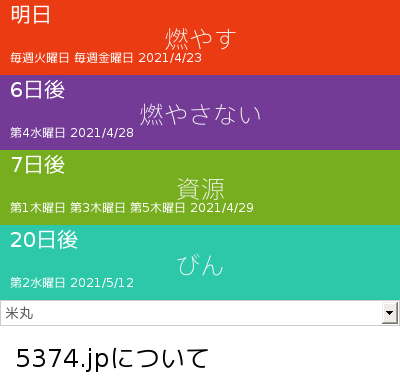 明日
燃やす
毎週火曜日 毎週金曜日 2021/4/23
6日後
燃やさない
第4水曜日 2021/4/28
7日後
資源
第1木曜日 第3木曜日 第5木曜日 2021/4/29
20日後
びん
第2水曜日 2021/5/12
米丸
5374.jpについて